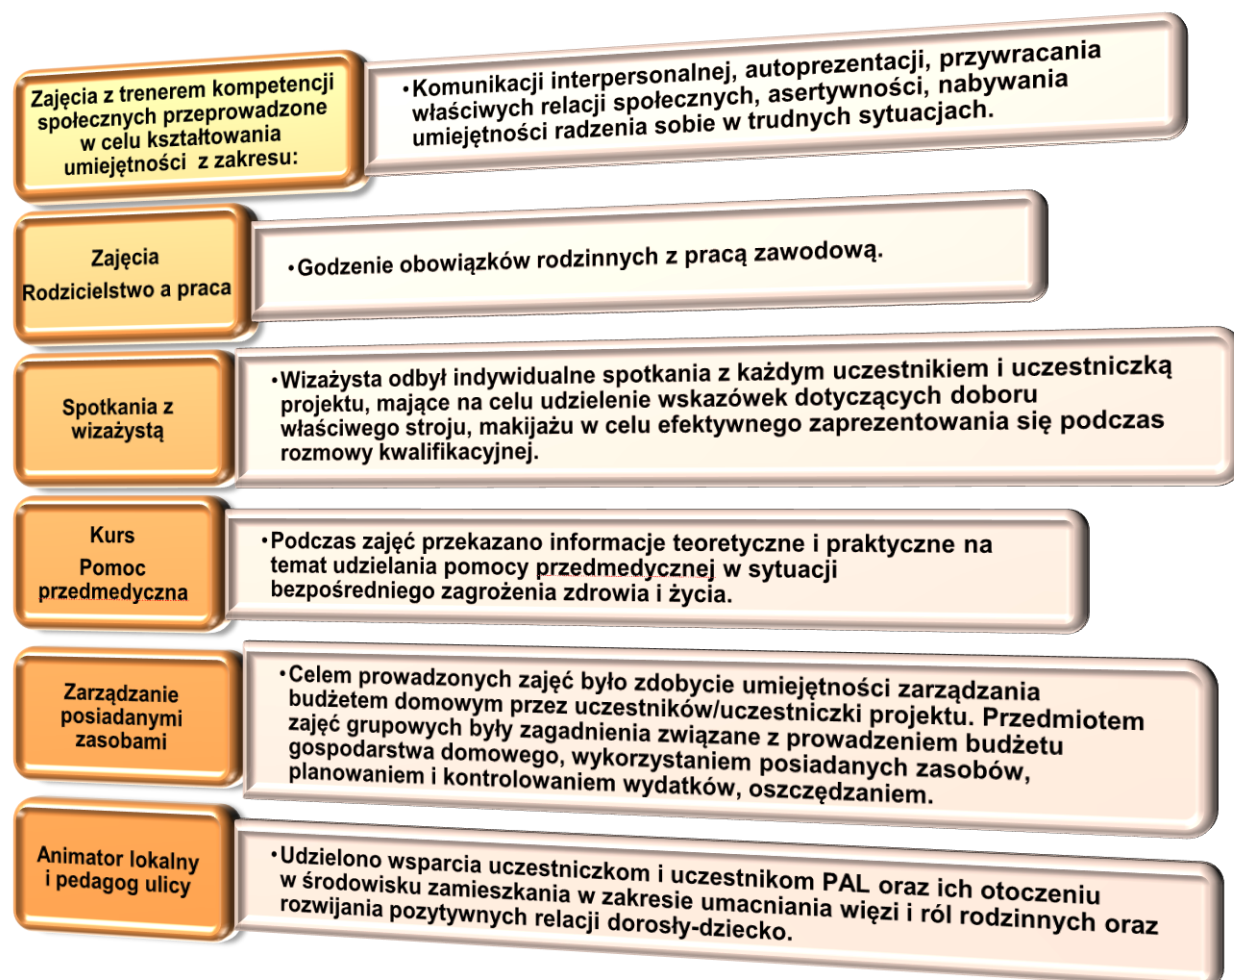 Zajęcia z trenerem kompetencji
społecznych przeprowadzone
w celu kształtowania
umiejętności z zakresu:
•Komunikacji interpersonalnej, autoprezentacji, przywracania
właściwych relacji społecznych, asertywności, nabywania
umiejętności radzenia sobie w trudnych sytuacjach.
Zajęcia
Rodzicielstwo a praca
•Godzenie obowiązków rodzinnych z pracą zawodową.
Spotkania z
wizażystą
•Wizażysta odbył indywidualne spotkania z każdym uczestnikiem i uczestniczką
projektu, mające na celu udzielenie wskazówek dotyczących doboru
właściwego stroju, makijażu w celu efektywnego zaprezentowania się podczas
rozmowy kwalifikacyjnej.
Kurs
Pomoc
przedmedyczna
•Podczas zajęć przekazano informacje teoretyczne i praktyczne na
temat udzielania pomocy przedmedycznej w sytuacji
bezpośredniego zagrożenia zdrowia i życia.
Zarządzanie
posiadanymi
zasobami
•Celem prowadzonych zajęć było zdobycie umiejętności zarządzania
budżetem domowym przez uczestników/uczestniczki projektu. Przedmiotem
zajęć grupowych były zagadnienia związane z prowadzeniem budżetu
gospodarstwa domowego, wykorzystaniem posiadanych zasobów,
planowaniem i kontrolowaniem wydatków, oszczędzaniem.
Animator lokalny
i pedagog ulicy
•Udzielono wsparcia uczestniczkom i uczestnikom PAL oraz ich otoczeniu
w środowisku zamieszkania w zakresie umacniania więzi i ról rodzinnych oraz
rozwijania pozytywnych relacji dorosły-dziecko.